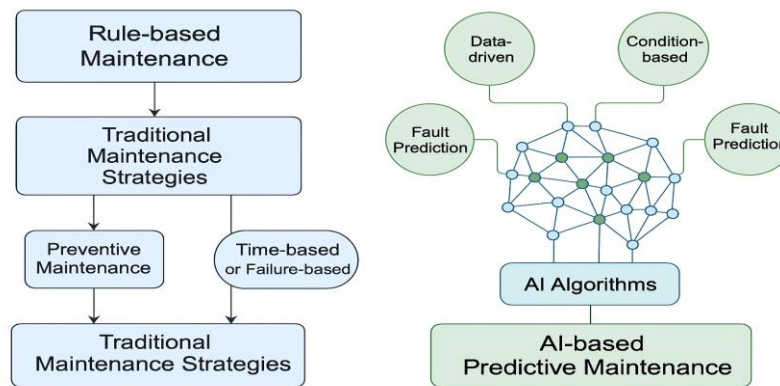 Rule-based
Maintenance
Traditional
Maintenance
Strategies
Preventive
Maintenance
Time-based
or Failure-based
Traditional
Maintenance Strategies
Data-
driven
Condition-
based
Fault
Prediction
Fault
Prediction
AI Algorithms
AI-based
Predictive Maintenance